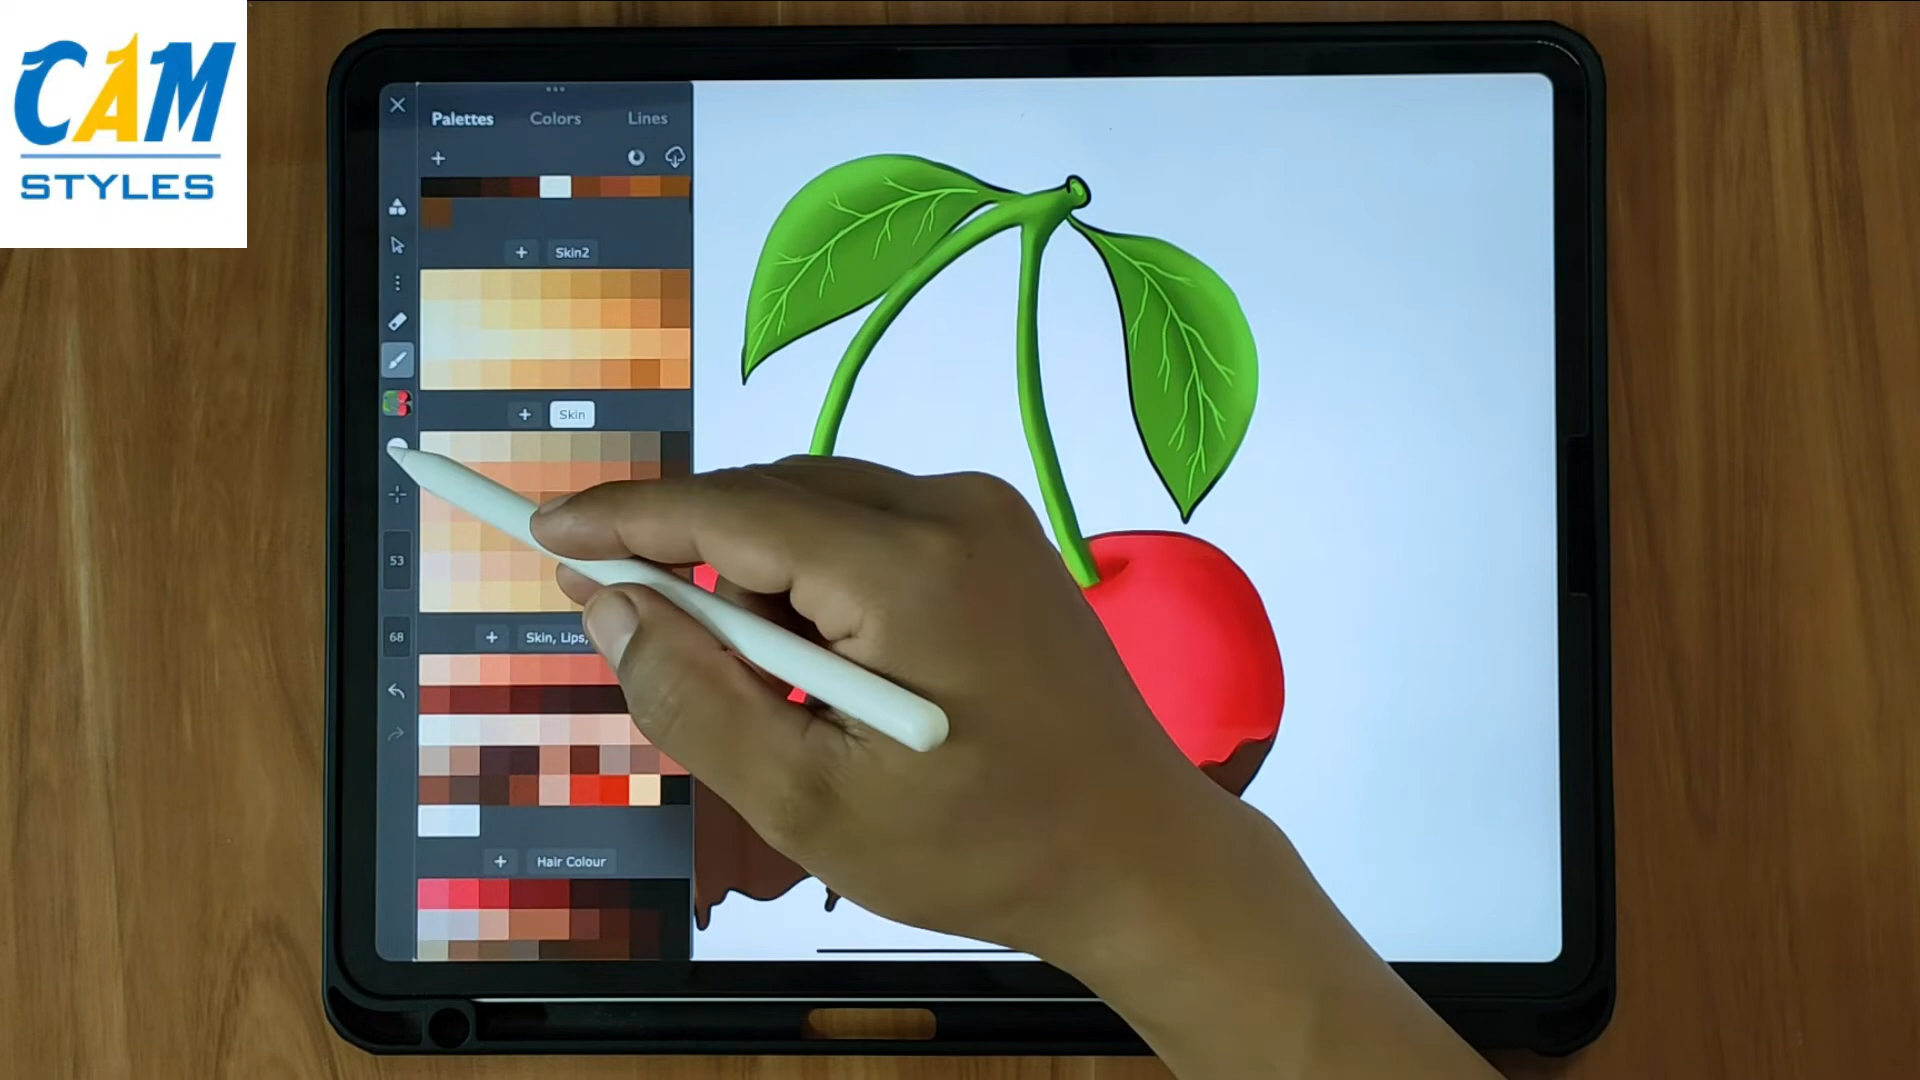 CAM
STYLES
Palettes Colors Lines
Skin2
Skin
53
68
Skin, Lips,
Hair Colour